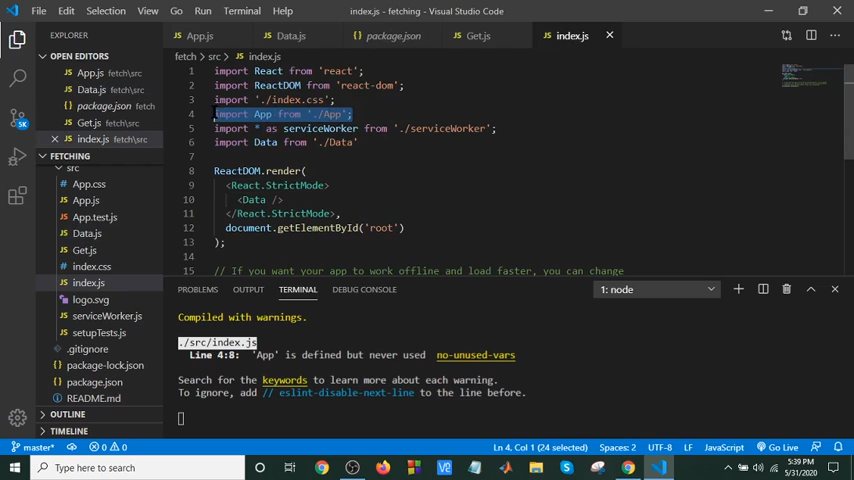 File Edit Selection View Go Run Terminal Help index.js - fetching - Visual Studio Code
EXPLORER
OPEN EDITORS
JS App.js fetch\src
JS Data.js fetch\src
{} package.json
JS Get.js fetch\src
JS index.js fetch\src
FETCHING
src
App.css
JS App.js
JS App.test.js
JS Data.js
JS Get.js
index.css
JS index.js
logo.svg
JS serviceWorker.js
JS setupTests.js
.gitignore
{} package-lock.json
{} package.json
README.md
OUTLINE
TIMELINE
JS App.js JS Data.js {} package.json JS Get.js JS index.js
fetch > src > JS index.js
1 import React from 'react';
2 import ReactDOM from 'react-dom';
3 import './index.css';
4 import App from './App';
5 import * as serviceWorker from './serviceWorker';
6 import Data from './Data'
7
8 ReactDOM.render(
9 <React.StrictMode>
10 <Data />
11 </React.StrictMode>,
12 document.getElementById('root')
13 );
14
15 // If you want your app to work offline and load faster, you can change
PROBLEMS OUTPUT TERMINAL DEBUG CONSOLE 1: node
Compiled with warnings.
./src/index.js
Line 4:8: 'App' is defined but never used no-unused-vars
Search for the keywords to learn more about each warning.
To ignore, add // eslint-disable-next-line to the line before.
master* 0 0 Ln 4, Col 1 (24 selected) Spaces: 2 UTF-8 LF JavaScript Go Live
Type here to search
5:39 PM
5/31/2020